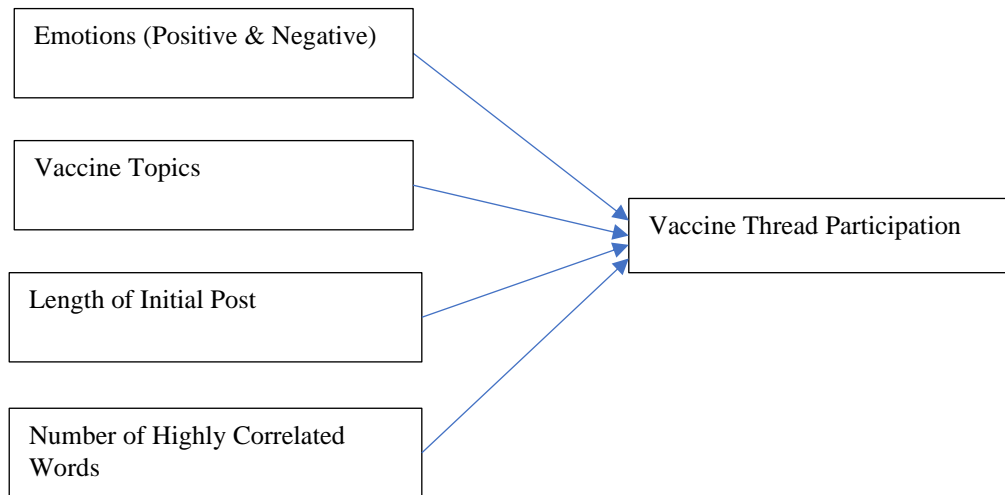 Emotions (Positive & Negative)
Vaccine Topics
Vaccine Thread Participation
Length of Initial Post
Number of Highly Correlated
Words